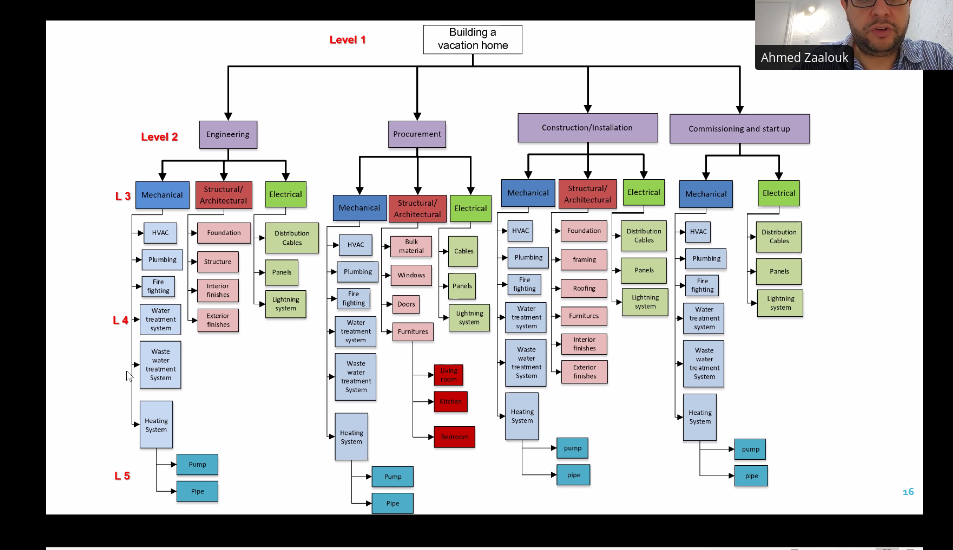 Level 1
Building a
vacation home
Ahmed Zaalouk
Level 2
Engineering
Procurement
Construction/Installation
Commissioning and start up
L 3
Mechanical
Structural/
Architectural
Electrical
Mechanical
Structural/
Architectural
Electrical
Mechanical
Structural/
Architectural
Electrical
Mechanical
Electrical
L 4
HVAC
Plumbing
Fire
fighting
Water
treatment
system
Waste
water
treatment
System
Heating
System
Foundation
Structure
Interior
finishes
Exterior
finishes
Distribution
Cables
Panels
Lightning
system
HVAC
Plumbing
Fire
fighting
Water
treatment
system
Waste
water
treatment
System
Heating
System
Bulk
material
Windows
Doors
Furnitures
Living
room
Kitchen
Cables
Panels
Lightning
system
HVAC
Plumbing
Fire
fighting
Water
treatment
system
Waste
water
treatment
System
Heating
System
Foundation
framing
Roofing
Furnitures
Interior
finishes
Exterior
finishes
Distribution
Cables
Panels
Lightning
system
HVAC
Plumbing
Fire
fighting
Water
treatment
system
Waste
water
treatment
System
Heating
System
Distribution
Cables
Panels
Lightning
system
L 5
Pump
Pipe
Pump
Pipe
pump
pipe
pump
pipe
16